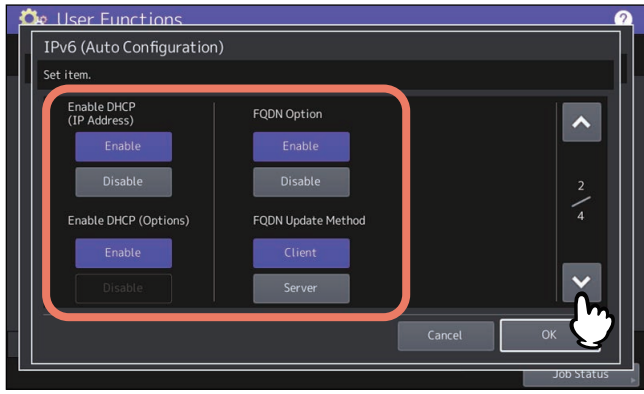 User Functions
?
IPv6 (Auto Configuration)
Set item.
Enable DHCP
(IP Address)
Enable
Disable
FQDN Option
Enable
Disable
Enable DHCP (Options)
Enable
Disable
FQDN Update Method
Client
Server
2
4
Cancel
OK
Job Status